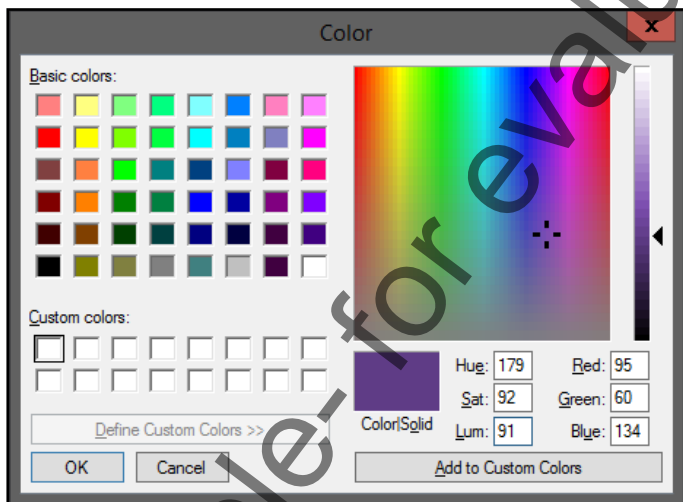 Color
x
Basic colors:
Custom colors:
Define Custom Colors >>
OK Cancel
Color|Solid
Hue: 179 Red: 95
Sat: 92 Green: 60
Lum: 91 Blue: 134
Add to Custom Colors
for eval